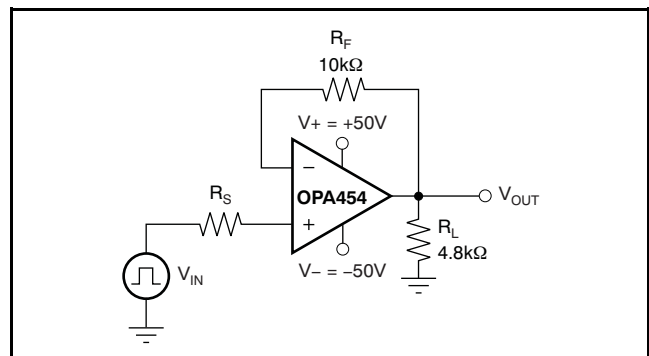 R_F
10kΩ
V+ = +50V
−
OPA454
+
R_S
V_OUT
R_L
4.8kΩ
V_IN
V− = −50V